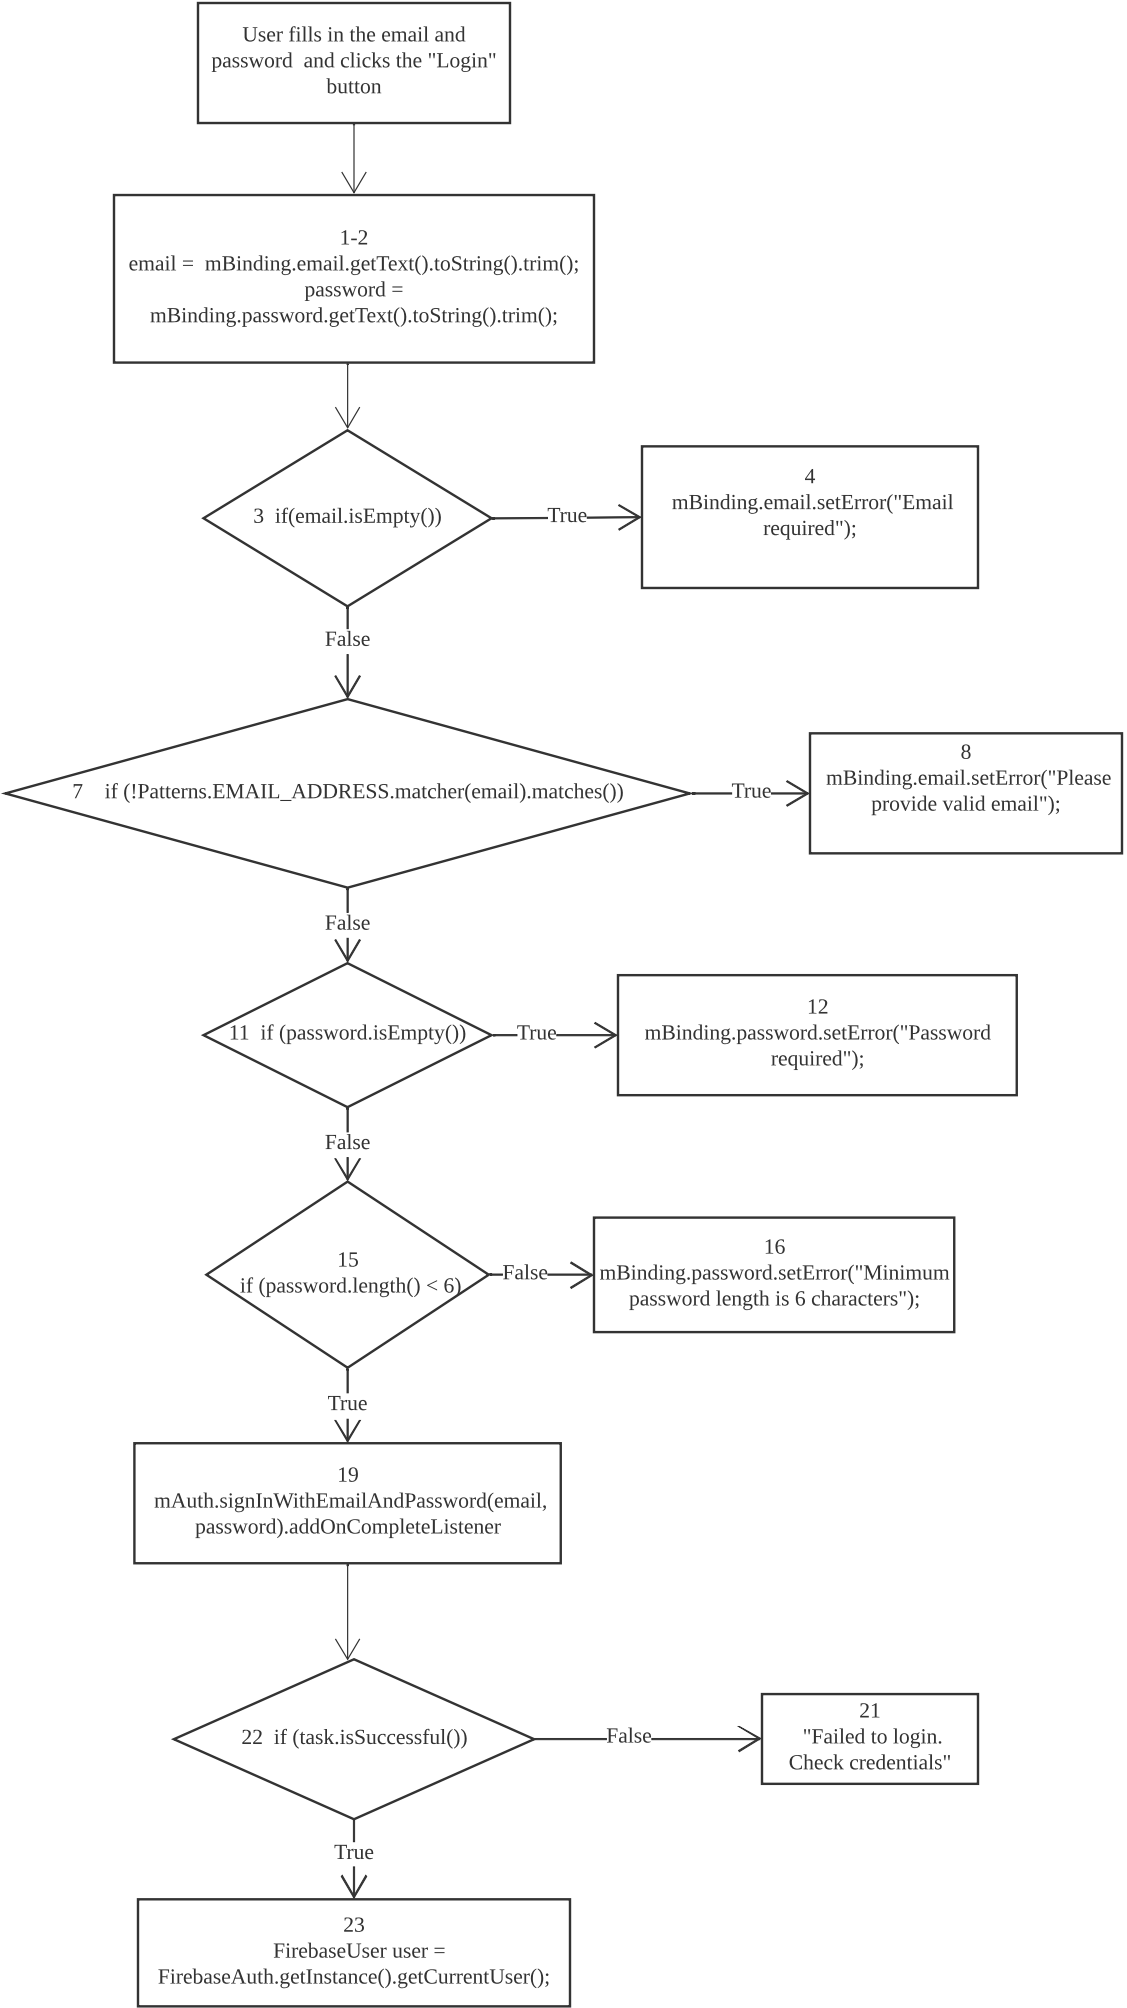 User fills in the email and
password  and clicks the "Login"
button
1-2
email =  mBinding.email.getText().toString().trim();
password =
mBinding.password.getText().toString().trim();
3  if(email.isEmpty())
True
4
mBinding.email.setError("Email
required");
False
7    if (!Patterns.EMAIL_ADDRESS.matcher(email).matches())
True
8
mBinding.email.setError("Please
provide valid email");
False
11  if (password.isEmpty())
True
12
mBinding.password.setError("Password
required");
False
15
if (password.length() < 6)
False
16
mBinding.password.setError("Minimum
password length is 6 characters");
True
19
mAuth.signInWithEmailAndPassword(email,
password).addOnCompleteListener
22  if (task.isSuccessful())
False
21
"Failed to login.
Check credentials"
True
23
FirebaseUser user =
FirebaseAuth.getInstance().getCurrentUser();